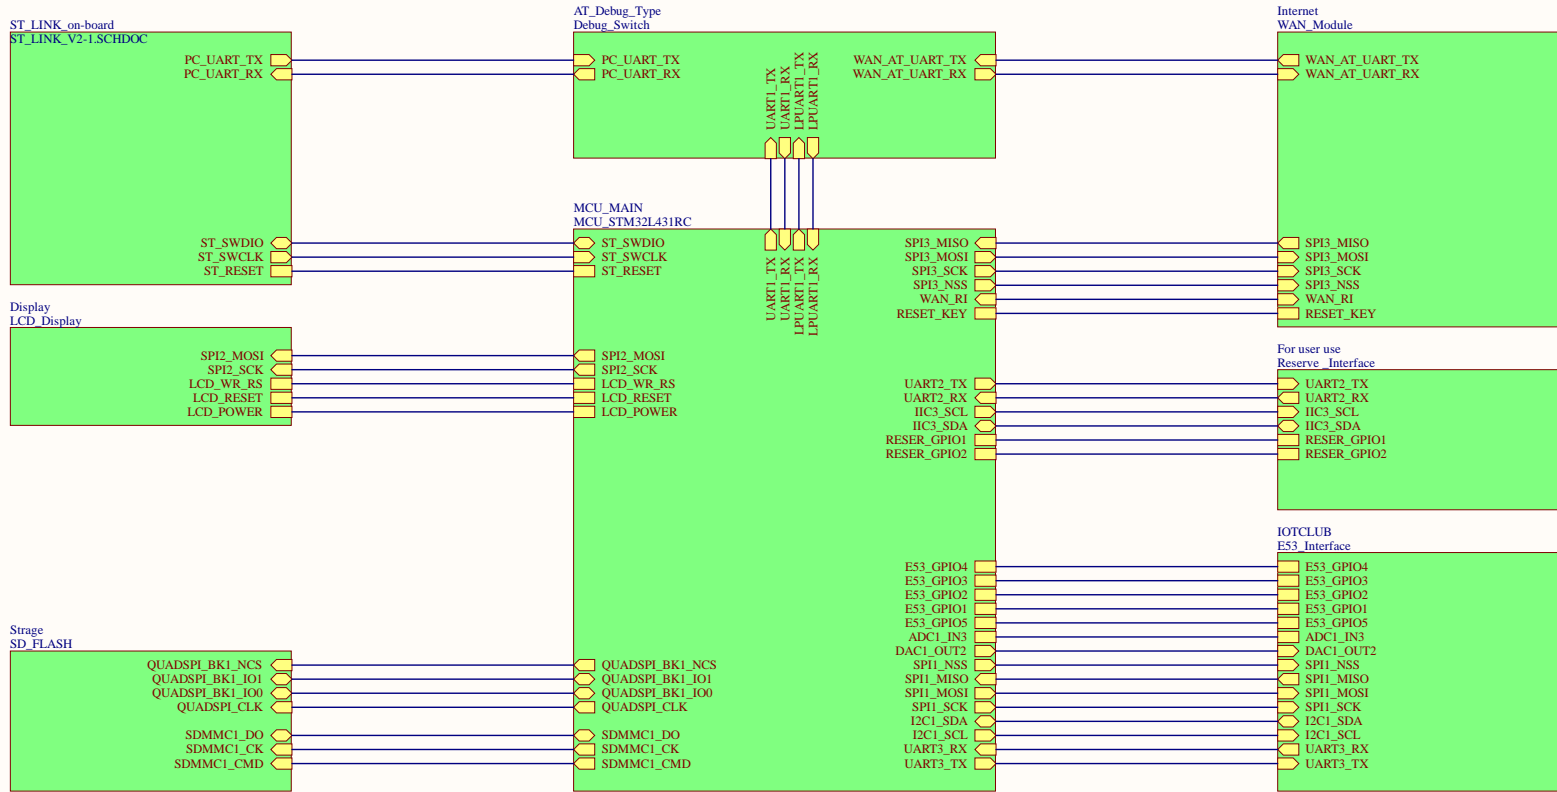 ST_LINK_on-board
ST_LINK_V2-1.SCHDOC
PC_UART_TX
PC_UART_RX
ST_SWDIO
ST_SWCLK
ST_RESET
Display
LCD_Display
SPI2_MOSI
SPI2_SCK
LCD_WR_RS
LCD_RESET
LCD_POWER
Strage
SD_FLASH
QUADSPI_BK1_NCS
QUADSPI_BK1_IO1
QUADSPI_BK1_IO0
QUADSPI_CLK
SDMMC1_DO
SDMMC1_CK
SDMMC1_CMD
AT_Debug_Type
Debug_Switch
PC_UART_TX
PC_UART_RX
UART1_TX
UART1_RX
LPUART1_TX
LPUART1_RX
WAN_AT_UART_TX
WAN_AT_UART_RX
MCU_MAIN
MCU_STM32L431RC
ST_SWDIO
ST_SWCLK
ST_RESET
SPI2_MOSI
SPI2_SCK
LCD_WR_RS
LCD_RESET
LCD_POWER
QUADSPI_BK1_NCS
QUADSPI_BK1_IO1
QUADSPI_BK1_IO0
QUADSPI_CLK
SDMMC1_DO
SDMMC1_CK
SDMMC1_CMD
UART1_TX
UART1_RX
LPUART1_TX
LPUART1_RX
SPI3_MISO
SPI3_MOSI
SPI3_SCK
SPI3_NSS
WAN_RI
RESET_KEY
UART2_TX
UART2_RX
IIC3_SCL
IIC3_SDA
RESER_GPIO1
RESER_GPIO2
E53_GPIO4
E53_GPIO3
E53_GPIO2
E53_GPIO1
E53_GPIO5
ADC1_IN3
DAC1_OUT2
SPI1_NSS
SPI1_MISO
SPI1_MOSI
SPI1_SCK
I2C1_SDA
I2C1_SCL
UART3_RX
UART3_TX
Internet
WAN_Module
WAN_AT_UART_TX
WAN_AT_UART_RX
SPI3_MISO
SPI3_MOSI
SPI3_SCK
SPI3_NSS
WAN_RI
RESET_KEY
For user use
Reserve _Interface
UART2_TX
UART2_RX
IIC3_SCL
IIC3_SDA
RESER_GPIO1
RESER_GPIO2
IOTCLUB
E53_Interface
E53_GPIO4
E53_GPIO3
E53_GPIO2
E53_GPIO1
E53_GPIO5
ADC1_IN3
DAC1_OUT2
SPI1_NSS
SPI1_MISO
SPI1_MOSI
SPI1_SCK
I2C1_SDA
I2C1_SCL
UART3_RX
UART3_TX